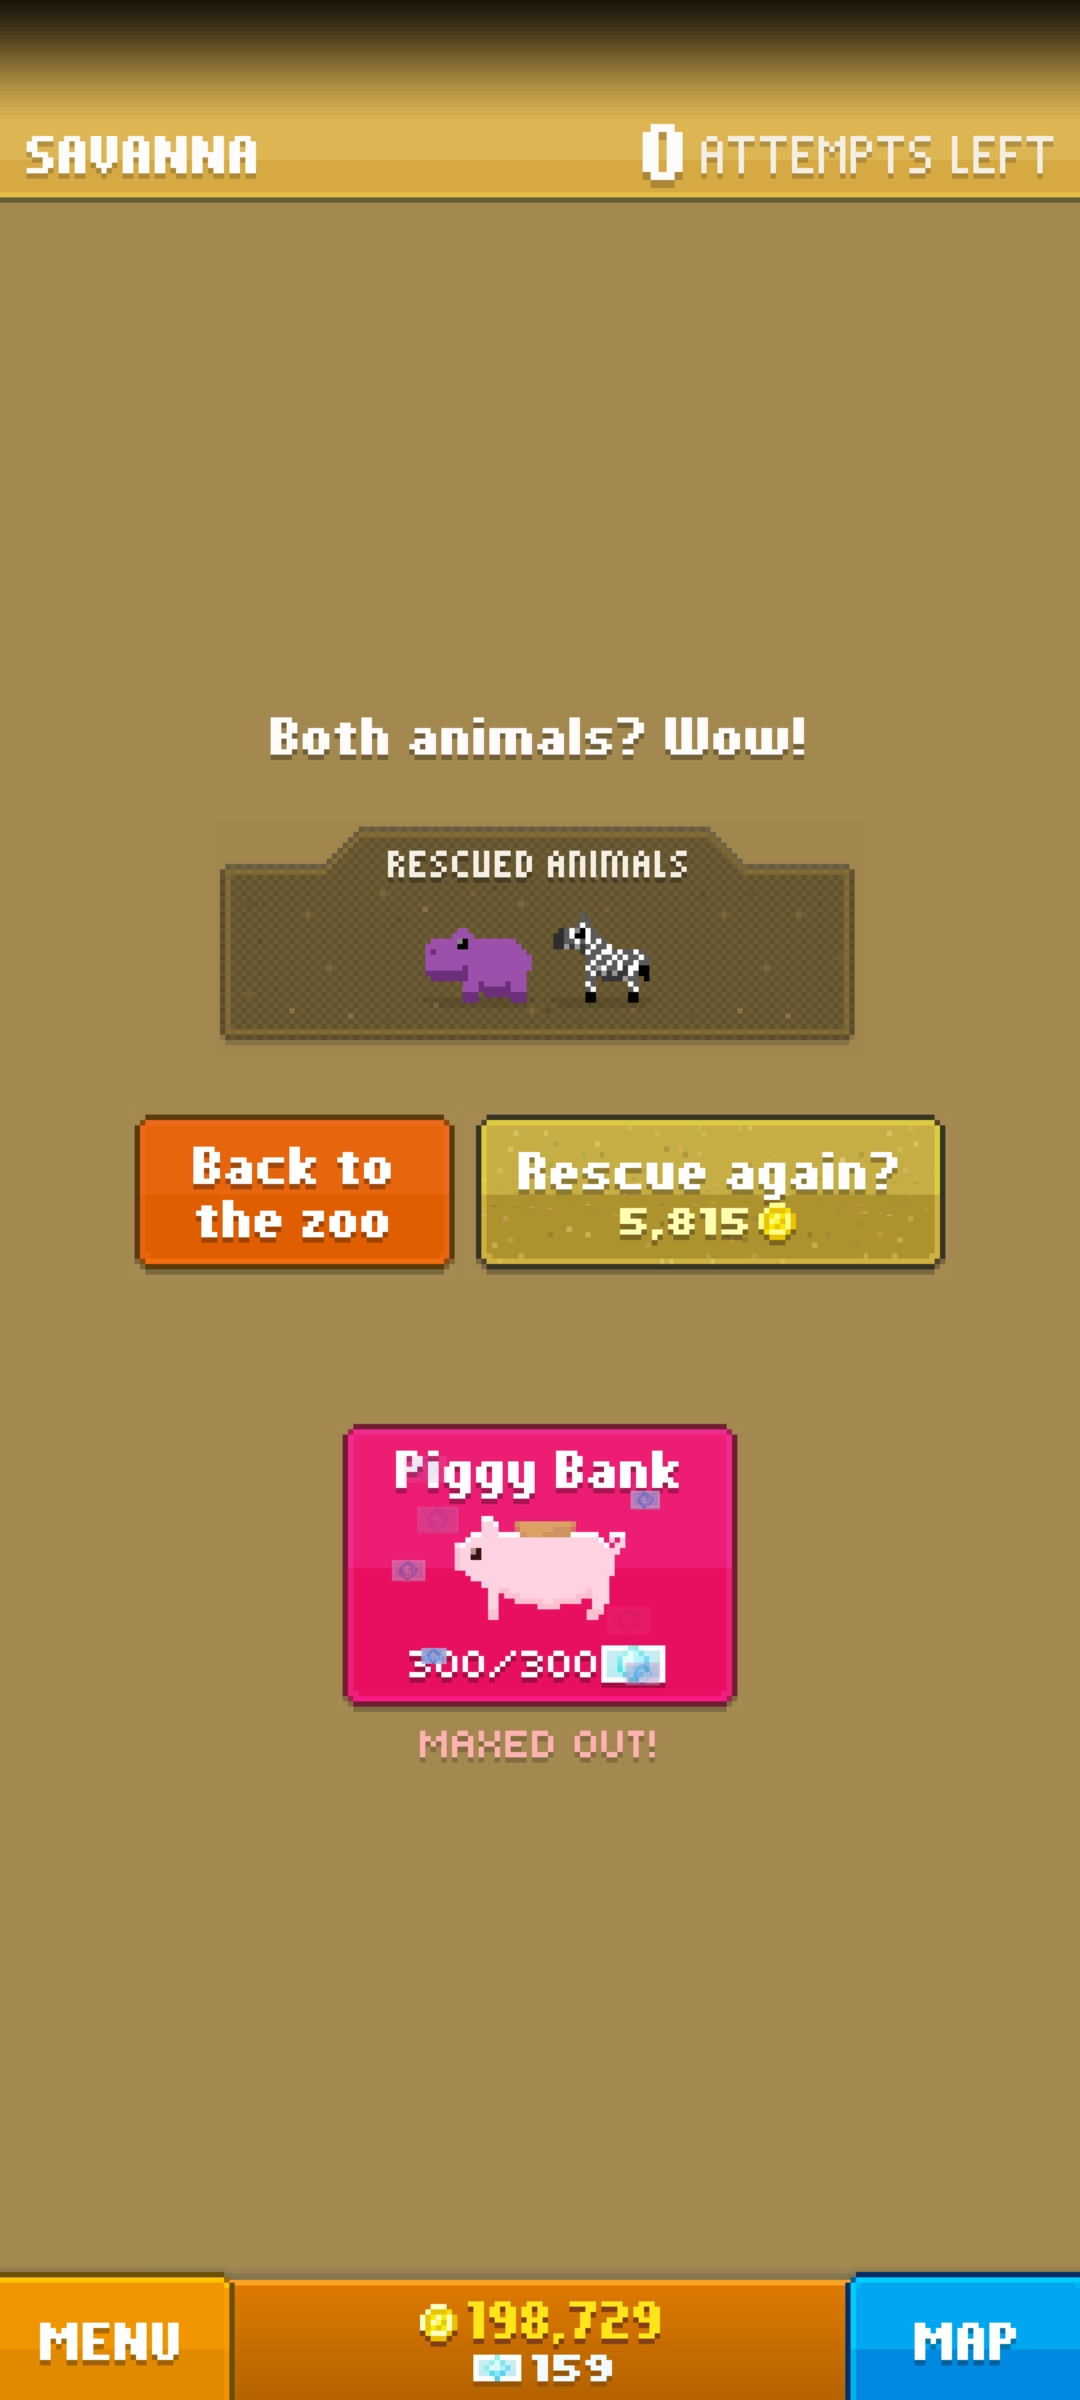 SAVANNA
0 ATTEMPTS LEFT
Both animals? Wow!
RESCUED ANIMALS
Back to
the zoo
Rescue again?
5,815
Piggy Bank
300/300
MAXED OUT!
MENU
198,729
159
MAP